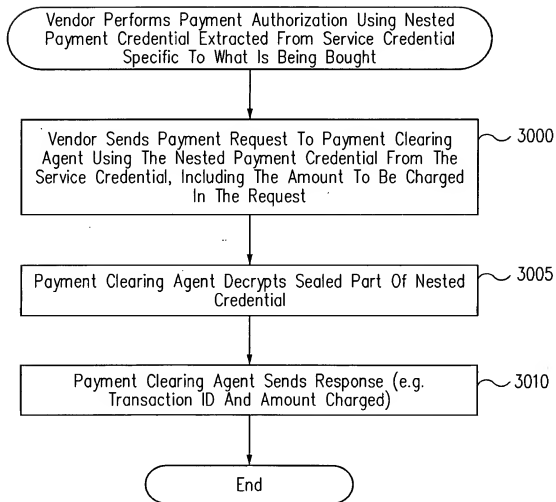 Vendor Performs Payment Authorization Using Nested
Payment Credential Extracted From Service Credential
Specific To What Is Being Bought
Vendor Sends Payment Request To Payment Clearing
Agent Using The Nested Payment Credential From The
Service Credential, Including The Amount To be Charged
In The Request
3000
Payment Clearing Agent Decrypts Sealed Part Of Nested
Credential
3005
Payment Clearing Agent Sends Response (e.g.
Transaction ID And Amount Charged)
3010
End